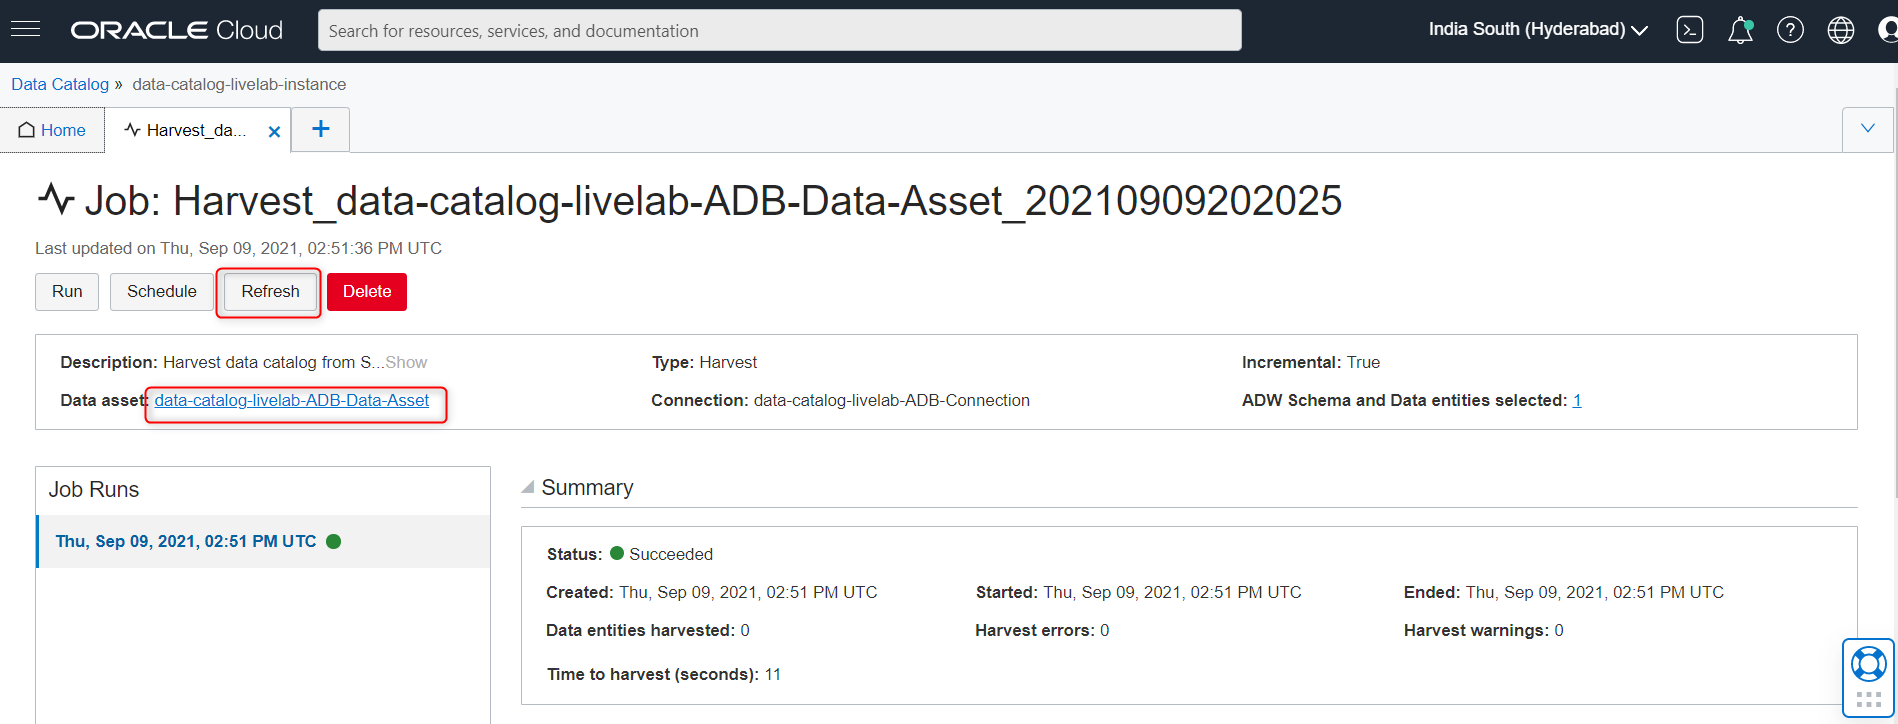 ORACLE Cloud
Search for resources, services, and documentation
India South (Hyderabad)
Data Catalog » data-catalog-livelab-instance
Home
Harvest_da... × +
Job: Harvest_data-catalog-livelab-ADB-Data-Asset_20210909202025
Last updated on Thu, Sep 09, 2021, 02:51:36 PM UTC
Run Schedule Refresh Delete
Description: Harvest data catalog from S...Show
Type: Harvest
Incremental: True
Data asset: data-catalog-livelab-ADB-Data-Asset
Connection: data-catalog-livelab-ADB-Connection
ADW Schema and Data entities selected: 1
Job Runs
Thu, Sep 09, 2021, 02:51 PM UTC
Summary
Status: Succeeded
Created: Thu, Sep 09, 2021, 02:51 PM UTC
Started: Thu, Sep 09, 2021, 02:51 PM UTC
Ended: Thu, Sep 09, 2021, 02:51 PM UTC
Data entities harvested: 0
Harvest errors: 0
Harvest warnings: 0
Time to harvest (seconds): 11